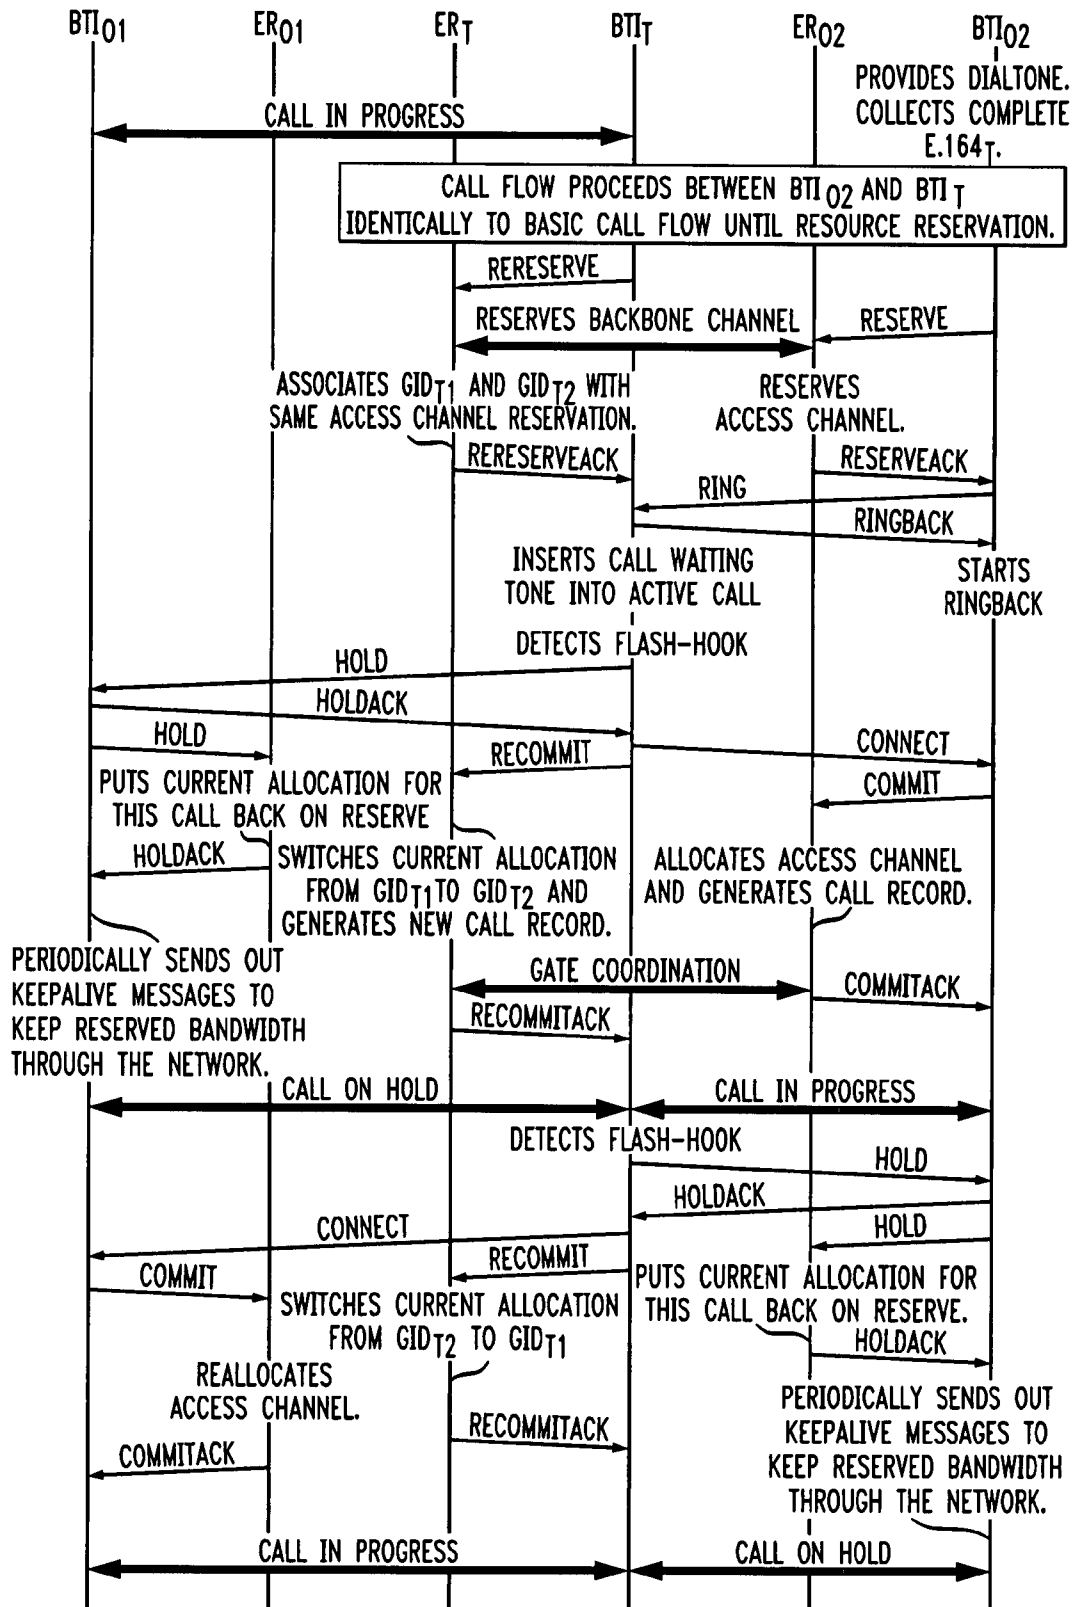 BTI01 ER01 ERT BTIT ER02 BTI02
PROVIDES DIALTONE.
COLLECTS COMPLETE
E.164T.
CALL IN PROGRESS
CALL FLOW PROCEEDS BETWEEN BTI02 AND BTIT
IDENTICALLY TO BASIC CALL FLOW UNTIL RESOURCE RESERVATION.
RERESERVE
RESERVES BACKBONE CHANNEL
RESERVE
ASSOCIATES GIDT1 AND GIDT2 WITH
SAME ACCESS CHANNEL RESERVATION.
RESERVES
ACCESS CHANNEL.
RERESERVEACK
RESERVEACK
RING
RINGBACK
INSERTS CALL WAITING
TONE INTO ACTIVE CALL
STARTS
RINGBACK
DETECTS FLASH-HOOK
HOLD
HOLDACK
HOLD
CONNECT
RECOMMIT
COMMIT
PUTS CURRENT ALLOCATION FOR
THIS CALL BACK ON RESERVE
HOLDACK
SWITCHES CURRENT ALLOCATION
FROM GIDT1 TO GIDT2 AND
GENERATES NEW CALL RECORD.
ALLOCATES ACCESS CHANNEL
AND GENERATES CALL RECORD.
PERIODICALLY SENDS OUT
KEEPALIVE MESSAGES TO
KEEP RESERVED BANDWIDTH
THROUGH THE NETWORK.
GATE COORDINATION
COMMITACK
RECOMMITACK
CALL ON HOLD
CALL IN PROGRESS
DETECTS FLASH-HOOK
HOLD
HOLDACK
CONNECT
HOLD
RECOMMIT
COMMIT
PUTS CURRENT ALLOCATION FOR
THIS CALL BACK ON RESERVE.
SWITCHES CURRENT ALLOCATION
FROM GIDT2 TO GIDT1
HOLDACK
REALLOCATES
ACCESS CHANNEL.
PERIODICALLY SENDS OUT
KEEPALIVE MESSAGES TO
KEEP RESERVED BANDWIDTH
THROUGH THE NETWORK.
RECOMMITACK
COMMITACK
CALL IN PROGRESS
CALL ON HOLD